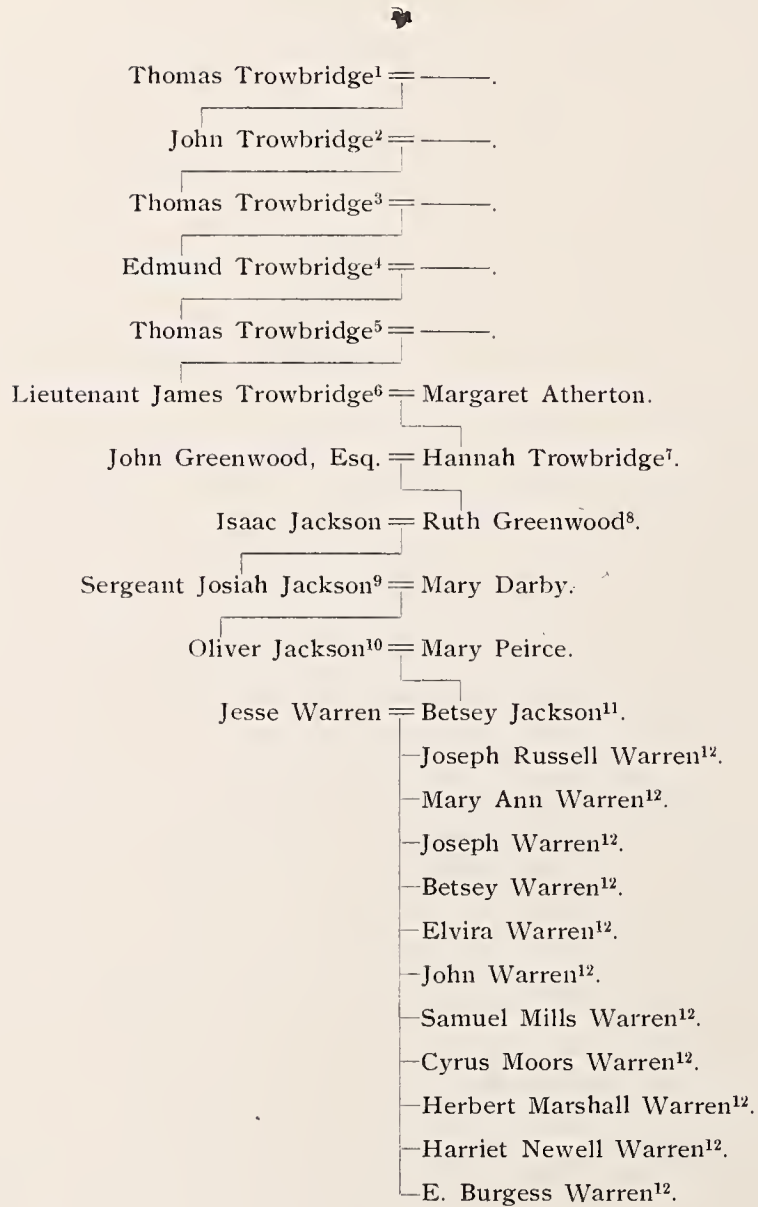 Thomas Trowbridge¹ = ———.
John Trowbridge² = ———.
Thomas Trowbridge³ = ———.
Edmund Trowbridge⁴ = ———.
Thomas Trowbridge⁵ = ———.
Lieutenant James Trowbridge⁶ = Margaret Atherton.
John Greenwood, Esq. = Hannah Trowbridge⁷.
Isaac Jackson = Ruth Greenwood⁸.
Sergeant Josiah Jackson⁹ = Mary Darby.
Oliver Jackson¹⁰ = Mary Peirce.
Jesse Warren = Betsey Jackson¹¹.
Joseph Russell Warren¹².
Mary Ann Warren¹².
Joseph Warren¹².
Betsey Warren¹².
Elvira Warren¹².
John Warren¹².
Samuel Mills Warren¹².
Cyrus Moors Warren¹².
Herbert Marshall Warren¹².
Harriet Newell Warren¹².
E. Burgess Warren¹².